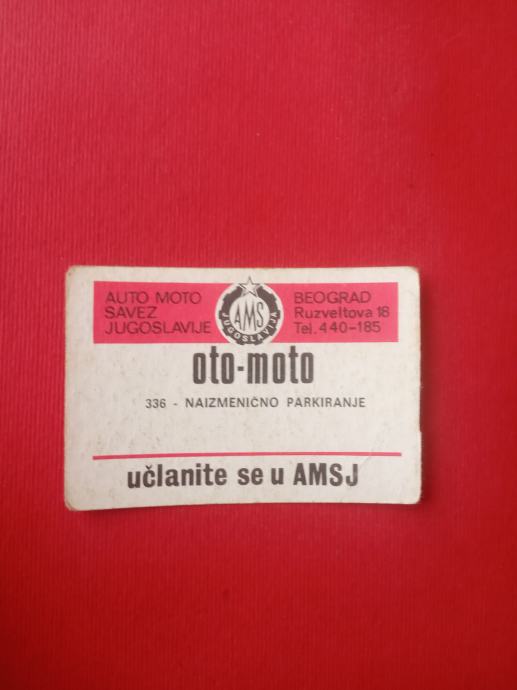 AUTO MOTO
SAVEZ
JUGOSLAVIJE
AMS
JUGOSLAVIJA
BEOGRAD
Ruzveltova 18
Tel. 440-185
oto-moto
336 - NAIZMENIČNO PARKIRANJE
učlanite se u AMSJ